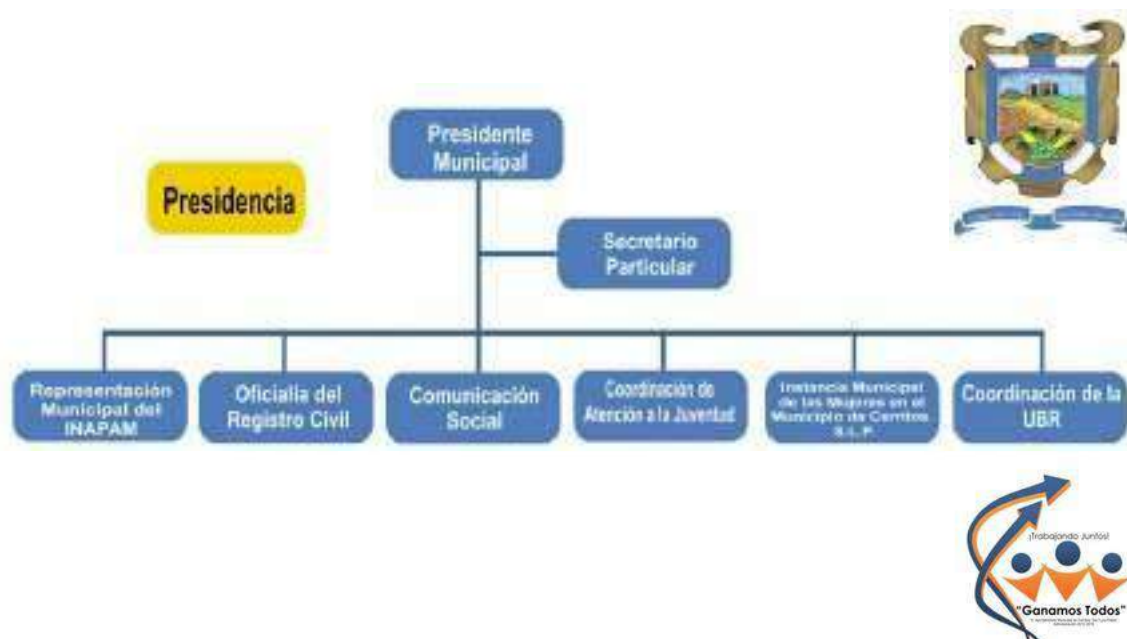 Presidente
Municipal
Presidencia
Secretario
Particular
Representación
Municipal del
INAPAM
Oficialia del
Registro Civil
Comunicación
Social
Coordinación de
Atención a la Juventud
Instancia Municipal
de las Mujeres en el
Municipio de Cerritos
S.L.P.
Coordinación de la
UBR
¡Trabajando Juntos!
"Ganamos Todos"